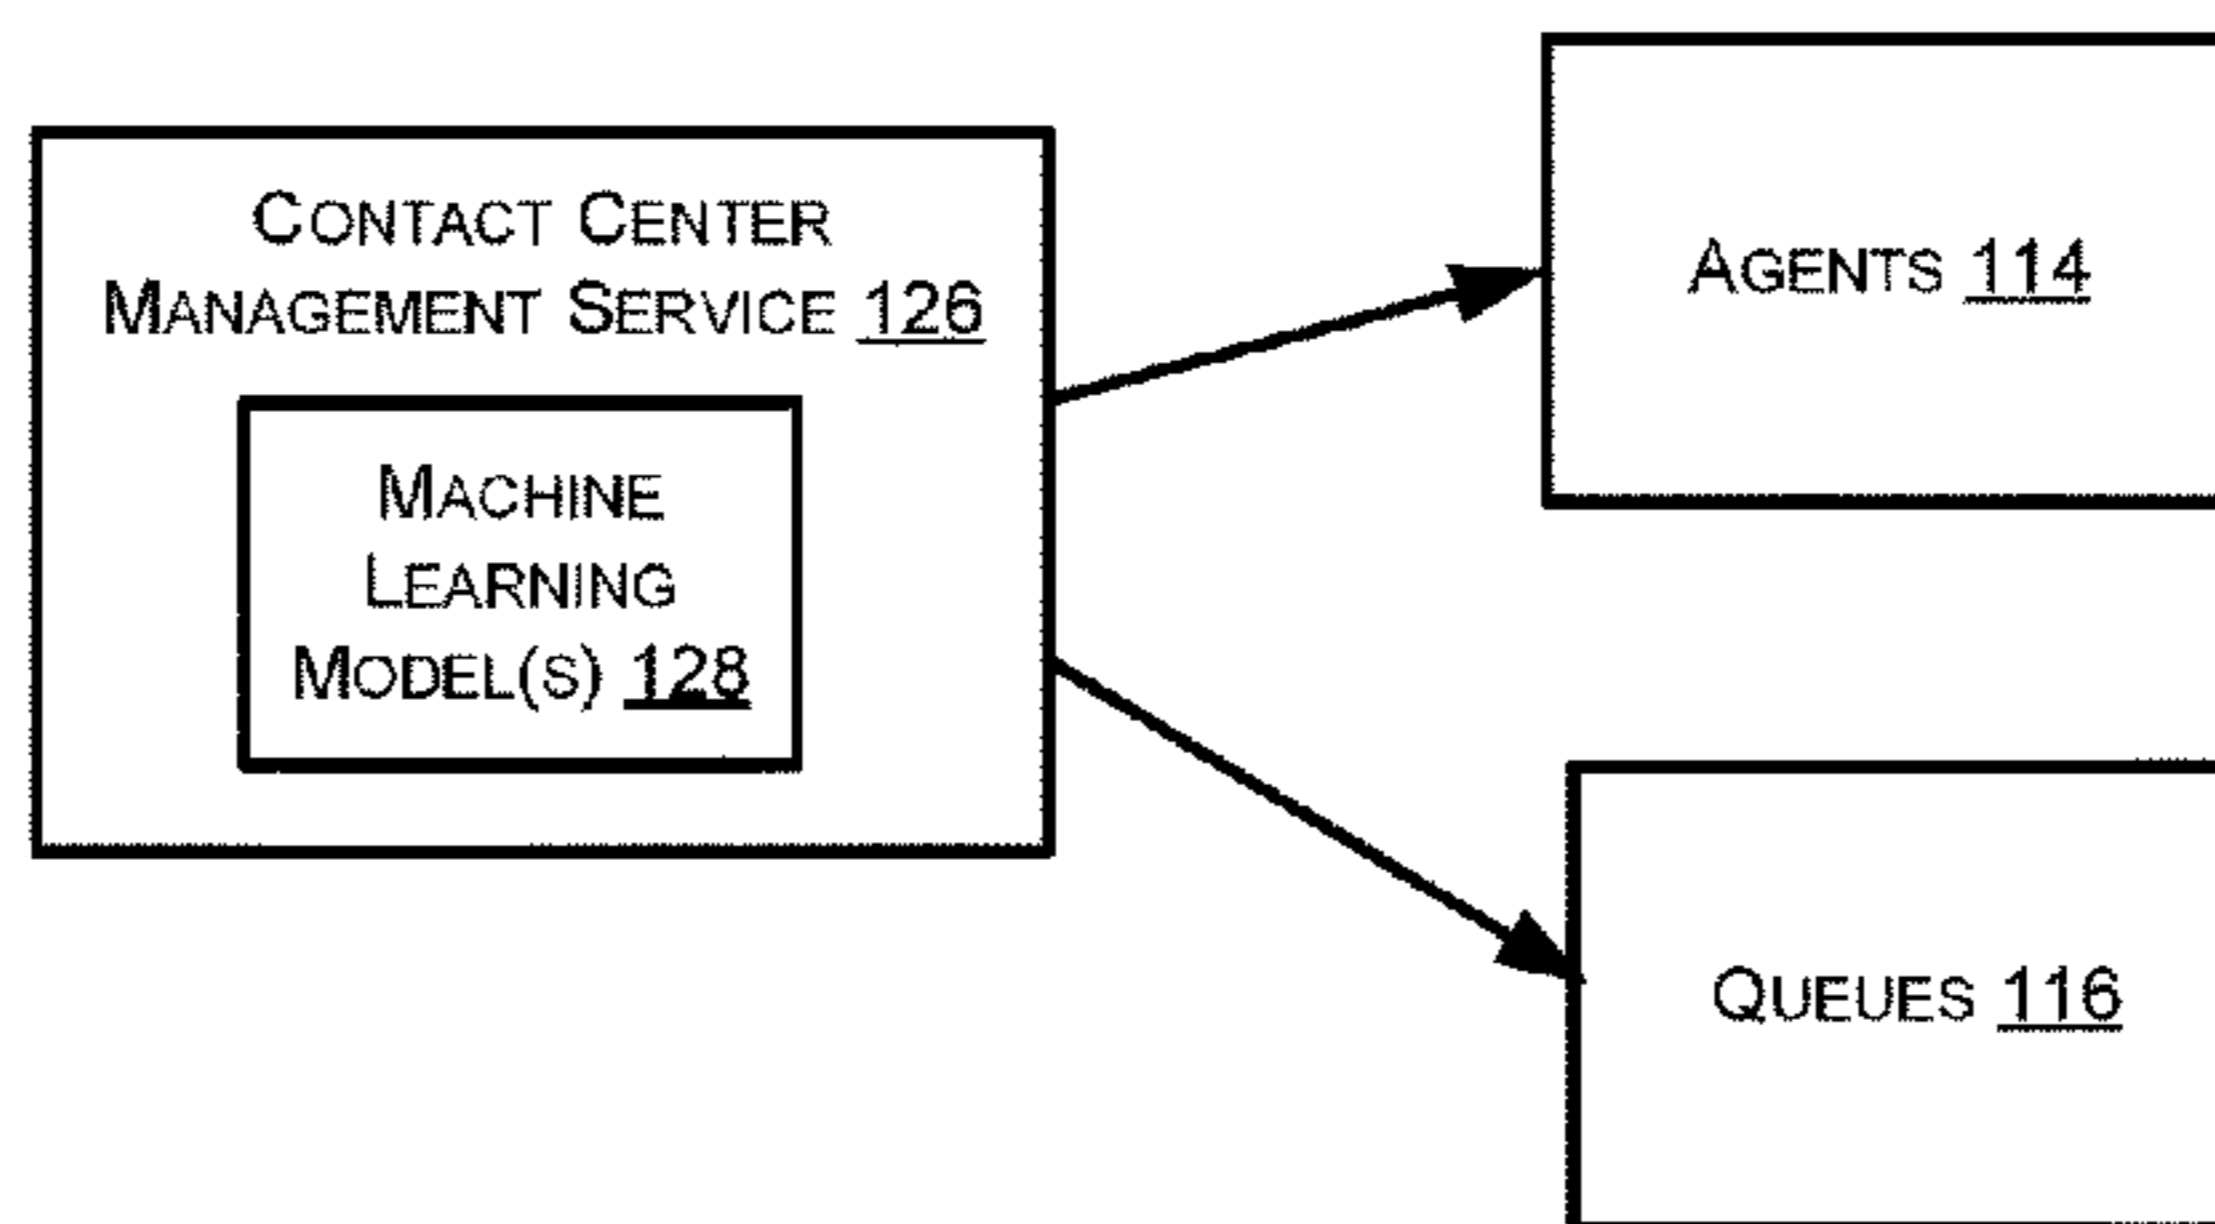 CONTACT CENTER
MANAGEMENT SERVICE 126
MACHINE
LEARNING
MODEL(S) 128
AGENTS 114
QUEUES 116